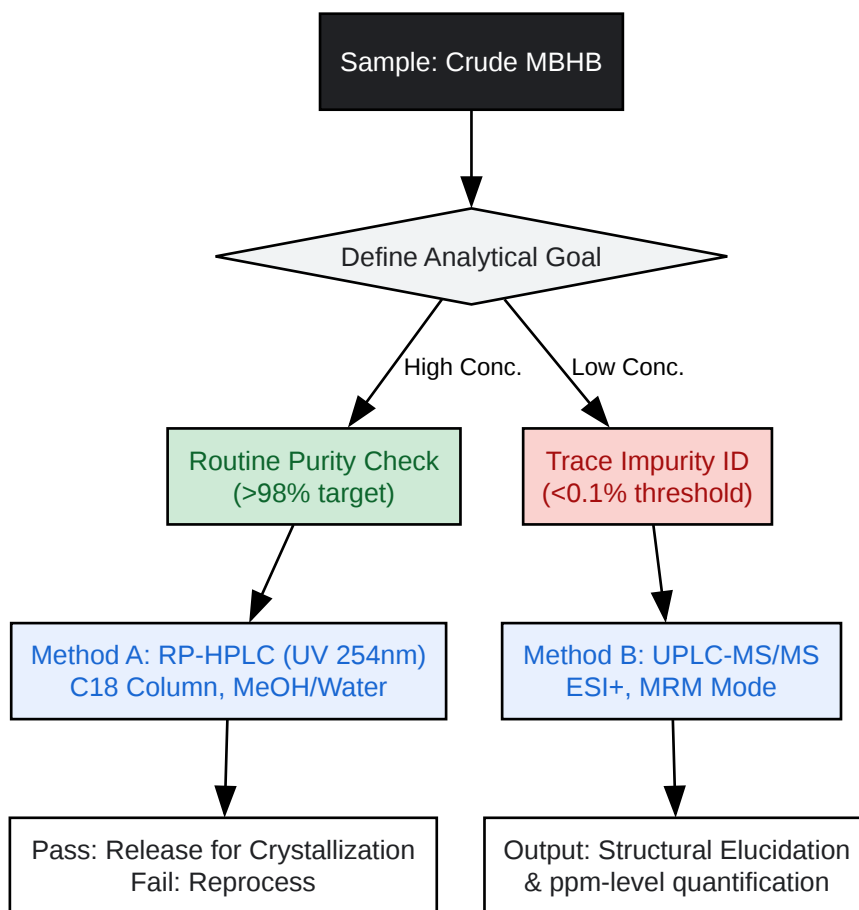 Sample: Crude MBHB
Define Analytical Goal
High Conc.
Low Conc.
Routine Purity Check
(>98% target)
Trace Impurity ID
(<0.1% threshold)
Method A: RP-HPLC (UV 254nm)
C18 Column, MeOH/Water
Method B: UPLC-MS/MS
ESI+, MRM Mode
Pass: Release for Crystallization
Fail: Reprocess
Output: Structural Elucidation
& ppm-level quantification